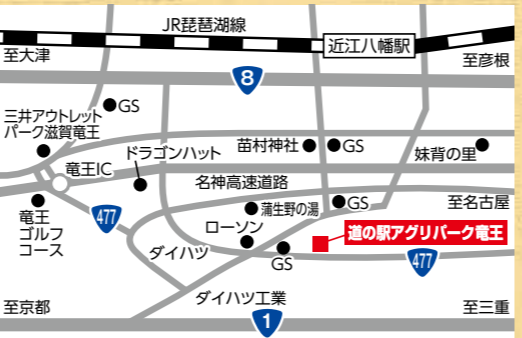 JR琵琶湖線
近江八幡駅
至大津
至彦根
8
GS
三井アウトレット
パーク滋賀竜王
苗村神社
GS
妹背の里
竜王IC
ドラゴンハット
名神高速道路
至名古屋
GS
蒲生野の湯
竜王
ゴルフ
コース
477
ローソン
道の駅アグリパーク竜王
ダイハツ
GS
477
至京都
ダイハツ工業
至三重
1